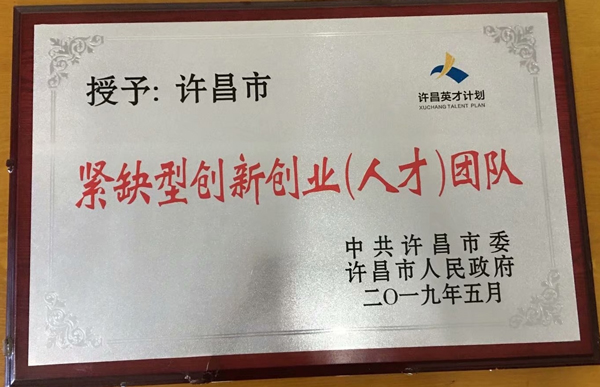 授予: 许昌市
许昌英才计划
XUCHANG TALENT PLAN
紧缺型创新创业(人才)团队
中共许昌市委
许昌市人民政府
二〇一九年五月